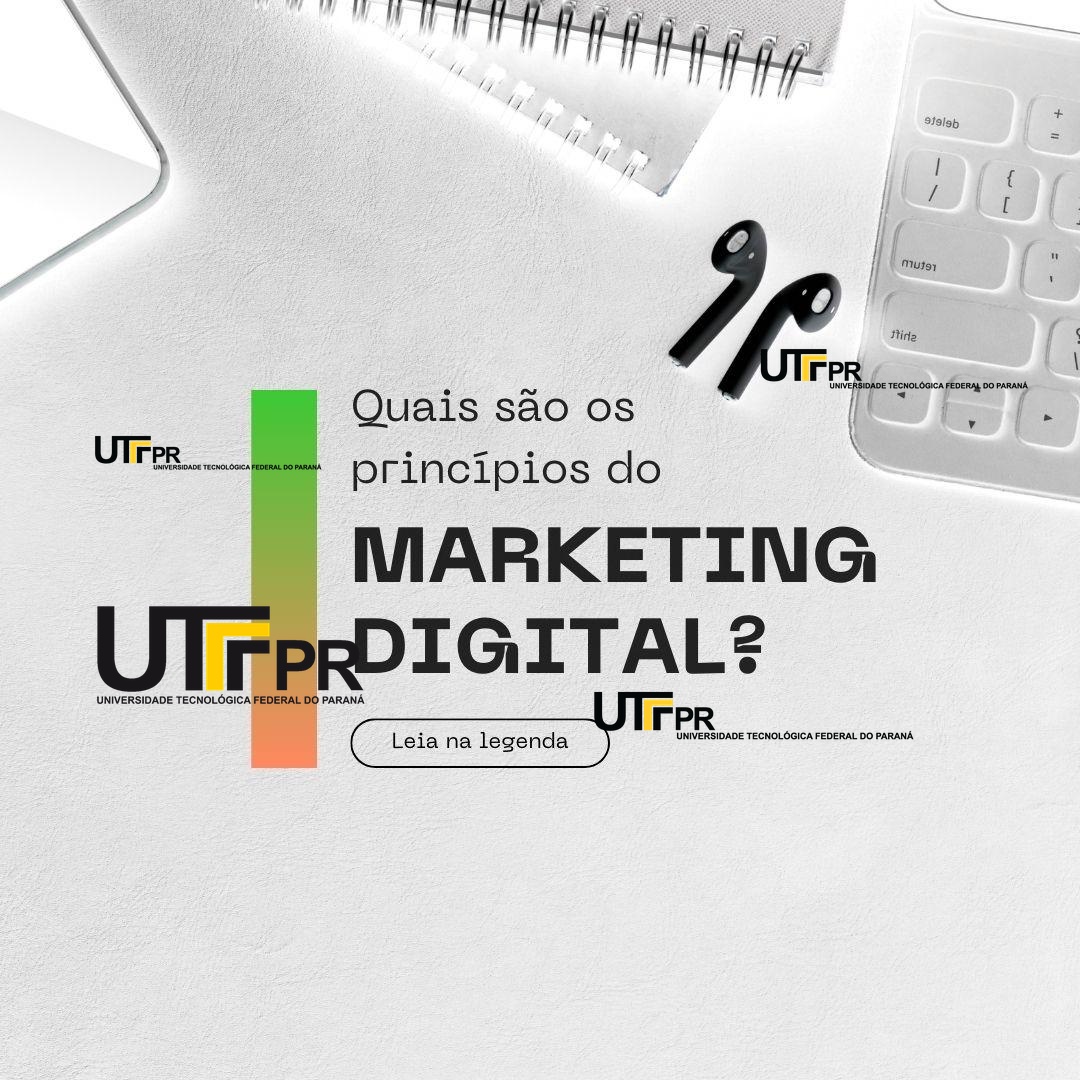 delete
+
=
|
\
}
]
return
"
'
shift
?
/
UTFPR
UNIVERSIDADE TECNOLÓGICA FEDERAL DO PARANÁ
Quais são os
princípios do
UTFPR
UNIVERSIDADE TECNOLÓGICA FEDERAL DO PARANÁ
MARKETING
DIGITAL?
UTFPR
UNIVERSIDADE TECNOLÓGICA FEDERAL DO PARANÁ
UTFPR
UNIVERSIDADE TECNOLÓGICA FEDERAL DO PARANÁ
Leia na legenda